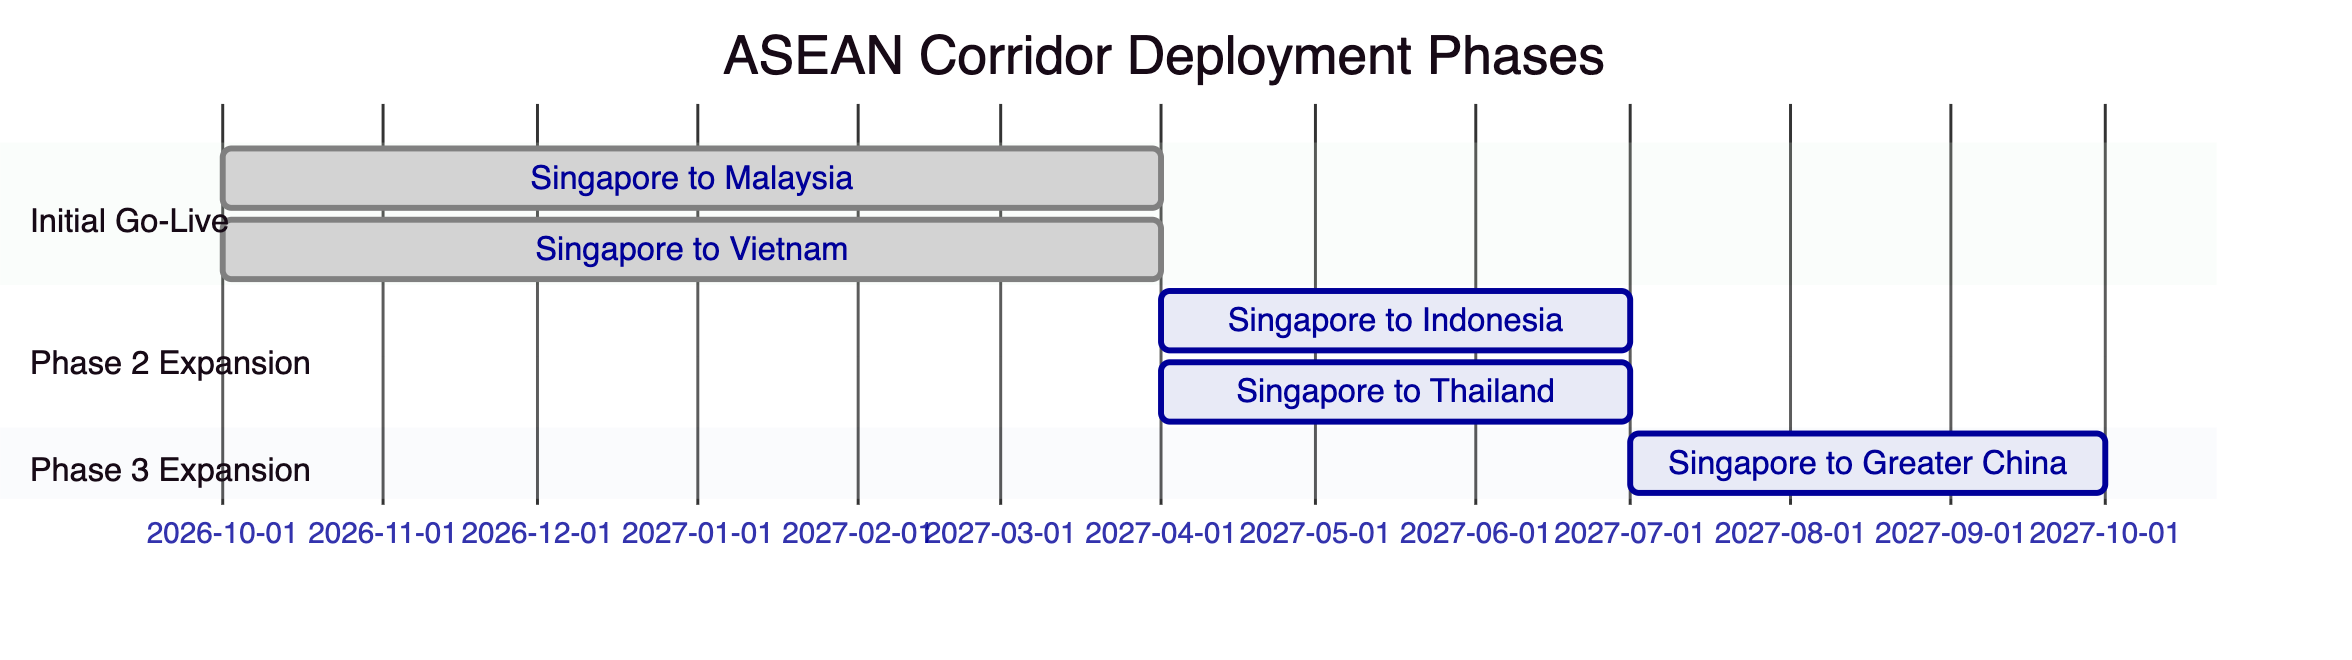 ASEAN Corridor Deployment Phases
Singapore to Malaysia
Initial Go-Live
Singapore to Vietnam
Singapore to Indonesia
Phase 2 Expansion
Singapore to Thailand
Phase 3 Expansion
Singapore to Greater China
2026-10-01 2026-11-01 2026-12-01 2027-01-01 2027-02-01 2027-03-01 2027-04-01 2027-05-01 2027-06-01 2027-07-01 2027-08-01 2027-09-01 2027-10-01